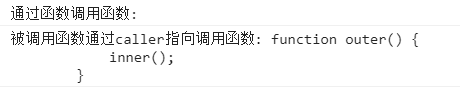 通过函数调用函数:
被调用函数通过caller指向调用函数: function outer() {
inner();
}